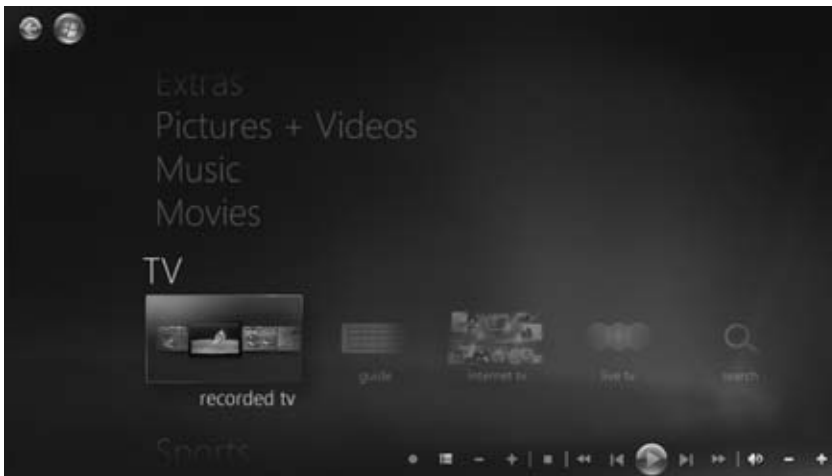 Extras
Pictures + Videos
Music
Movies
TV
recorded tv
guide
internet tv
live tv
search
Sports